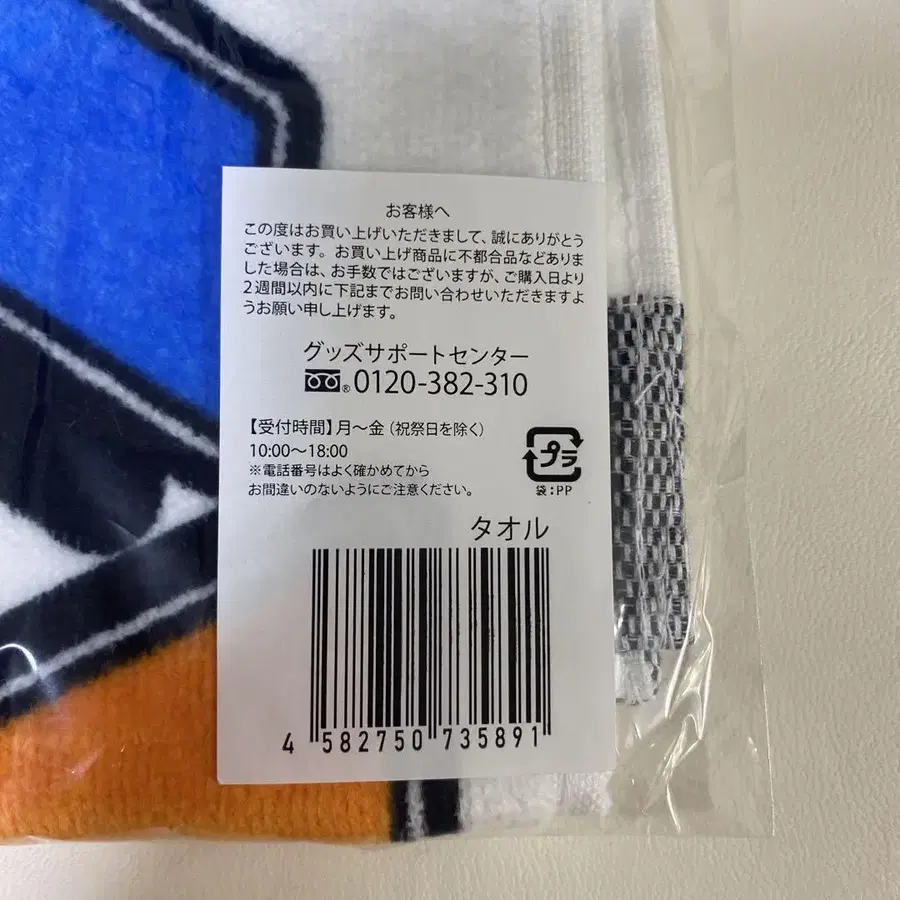 お客様へ
この度はお買い上げいただきまして、誠にありがとう
ございます。お買い上げ商品に不都合品などありま
した場合は、お手数ではございますが、ご購入日より
2週間以内に下記までお問い合わせいただきますよ
うお願い申し上げます。
グッズサポートセンター
® 0120-382-310
【受付時間】月〜金(祝祭日を除く)
10:00〜18:00
※電話番号はよく確かめてから
お間違いのないようにご注意ください。
プラ
袋:PP
タオル
4 582750 735891